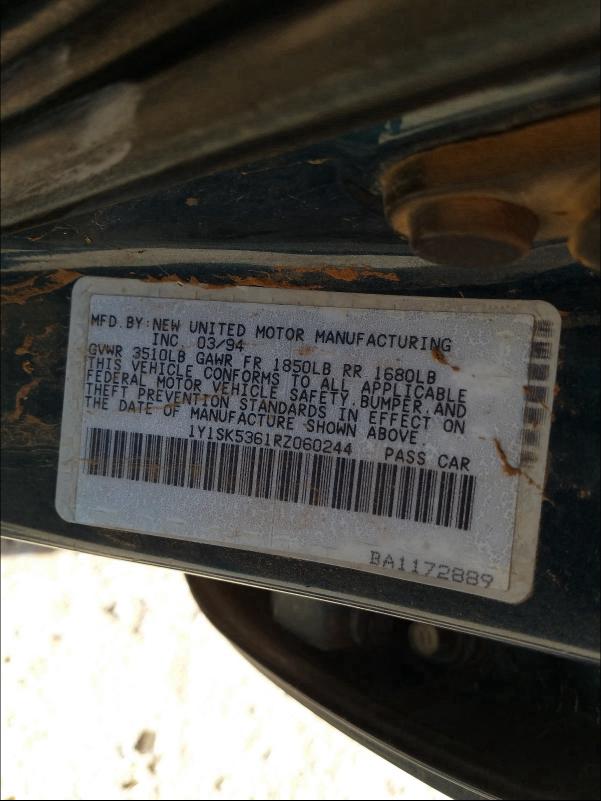 MFD. BY: NEW UNITED MOTOR MANUFACTURING
INC 03/94
GVWR 3510LB GAWR FR 1850LB RR 1680LB
THIS VEHICLE CONFORMS TO ALL APPLICABLE
FEDERAL MOTOR VEHICLE SAFETY, BUMPER, AND
THEFT PREVENTION STANDARDS IN EFFECT ON
THE DATE OF MANUFACTURE SHOWN ABOVE.
1Y1SK5361RZ060244 PASS CAR
BA1172889